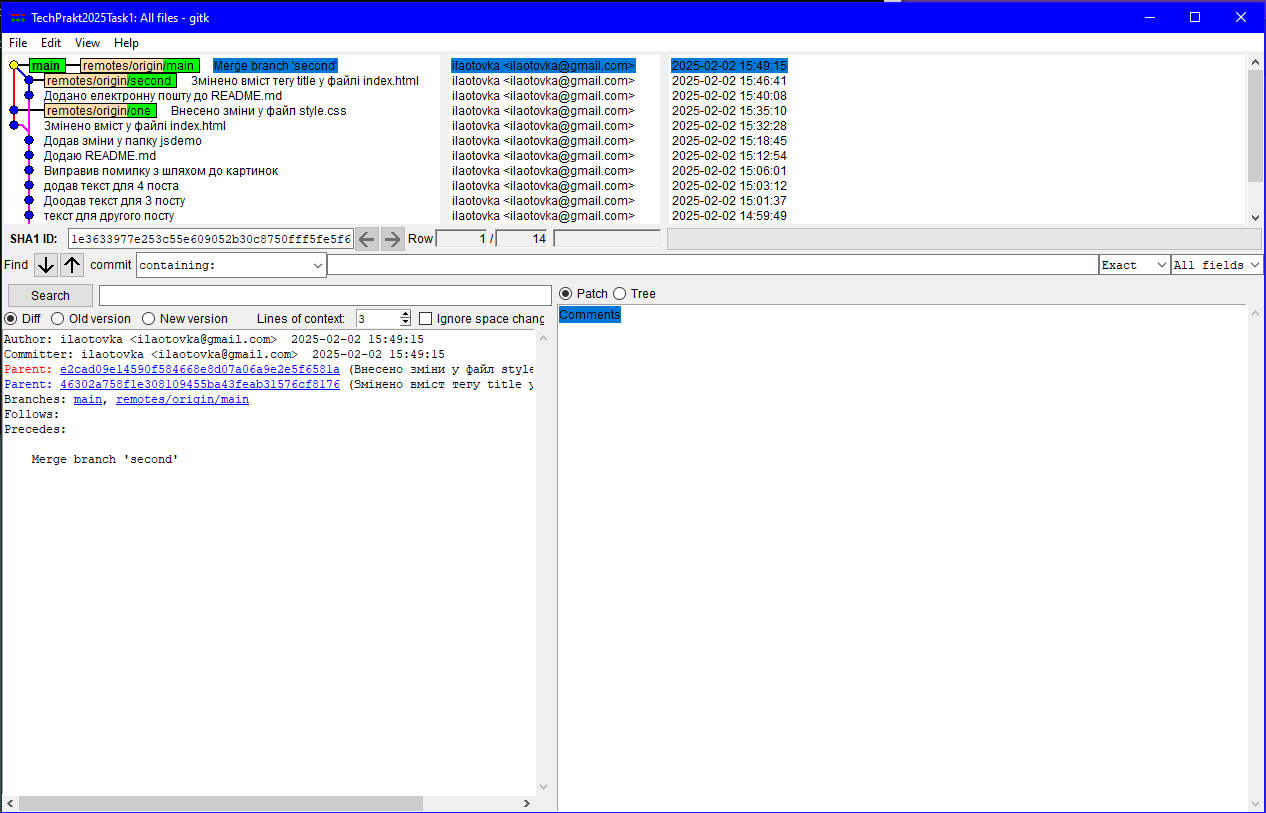 TechPrakt2025Task1: All files - gitk
File Edit View Help
main remotes/origin/main Merge branch 'second' ilaotovka <ilaotovka@gmail.com> 2025-02-02 15:49:15
remotes/origin/second Змінено вміст тегу title у файлі index.html ilaotovka <ilaotovka@gmail.com> 2025-02-02 15:46:41
Додано електронну пошту до README.md ilaotovka <ilaotovka@gmail.com> 2025-02-02 15:40:08
remotes/origin/one Внесено зміни у файл style.css ilaotovka <ilaotovka@gmail.com> 2025-02-02 15:35:10
Змінено вміст у файлі index.html ilaotovka <ilaotovka@gmail.com> 2025-02-02 15:32:28
Додав зміни у папку jsdemo ilaotovka <ilaotovka@gmail.com> 2025-02-02 15:18:45
Додаю README.md ilaotovka <ilaotovka@gmail.com> 2025-02-02 15:12:54
Виправив помилку з шляхом до картинок ilaotovka <ilaotovka@gmail.com> 2025-02-02 15:06:01
додав текст для 4 поста ilaotovka <ilaotovka@gmail.com> 2025-02-02 15:03:12
Доодав текст для 3 посту ilaotovka <ilaotovka@gmail.com> 2025-02-02 15:01:37
текст для другого посту ilaotovka <ilaotovka@gmail.com> 2025-02-02 14:59:49
SHA1 ID: 1e3633977e253c55e609052b30c8750fff5fe5f6 Row 1 / 14
Find commit containing: Exact All fields
Search
Patch Tree
Diff Old version New version Lines of context: 3 Ignore space chang
Comments
Author: ilaotovka <ilaotovka@gmail.com> 2025-02-02 15:49:15
Committer: ilaotovka <ilaotovka@gmail.com> 2025-02-02 15:49:15
Parent: e2cad09e14590f584668e8d07a06a9e2e5f6581a (Внесено зміни у файл style
Parent: 46302a758f1e308109455ba43feab31576cf8176 (Змінено вміст тегу title у
Branches: main, remotes/origin/main
Follows:
Precedes:
Merge branch 'second'